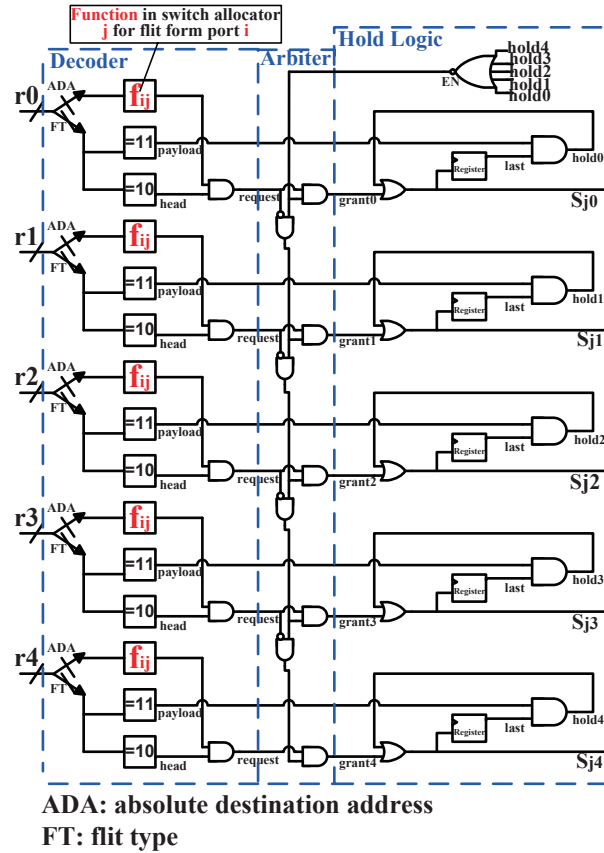 Function in switch allocator
j for flit form port i
Decoder
Arbiter
Hold Logic
hold4
hold3
hold2
hold1
hold0
EN
r0
ADA
FT
fij
=11
payload
=10
head
request
grant0
Register
last
hold0
Sj0
r1
ADA
FT
fij
=11
payload
=10
head
request
grant1
Register
last
hold1
Sj1
r2
ADA
FT
fij
=11
payload
=10
head
request
grant2
Register
last
hold2
Sj2
r3
ADA
FT
fij
=11
payload
=10
head
request
grant3
Register
last
hold3
Sj3
r4
ADA
FT
fij
=11
payload
=10
head
request
grant4
Register
last
hold4
Sj4
ADA: absolute destination address
FT: flit type